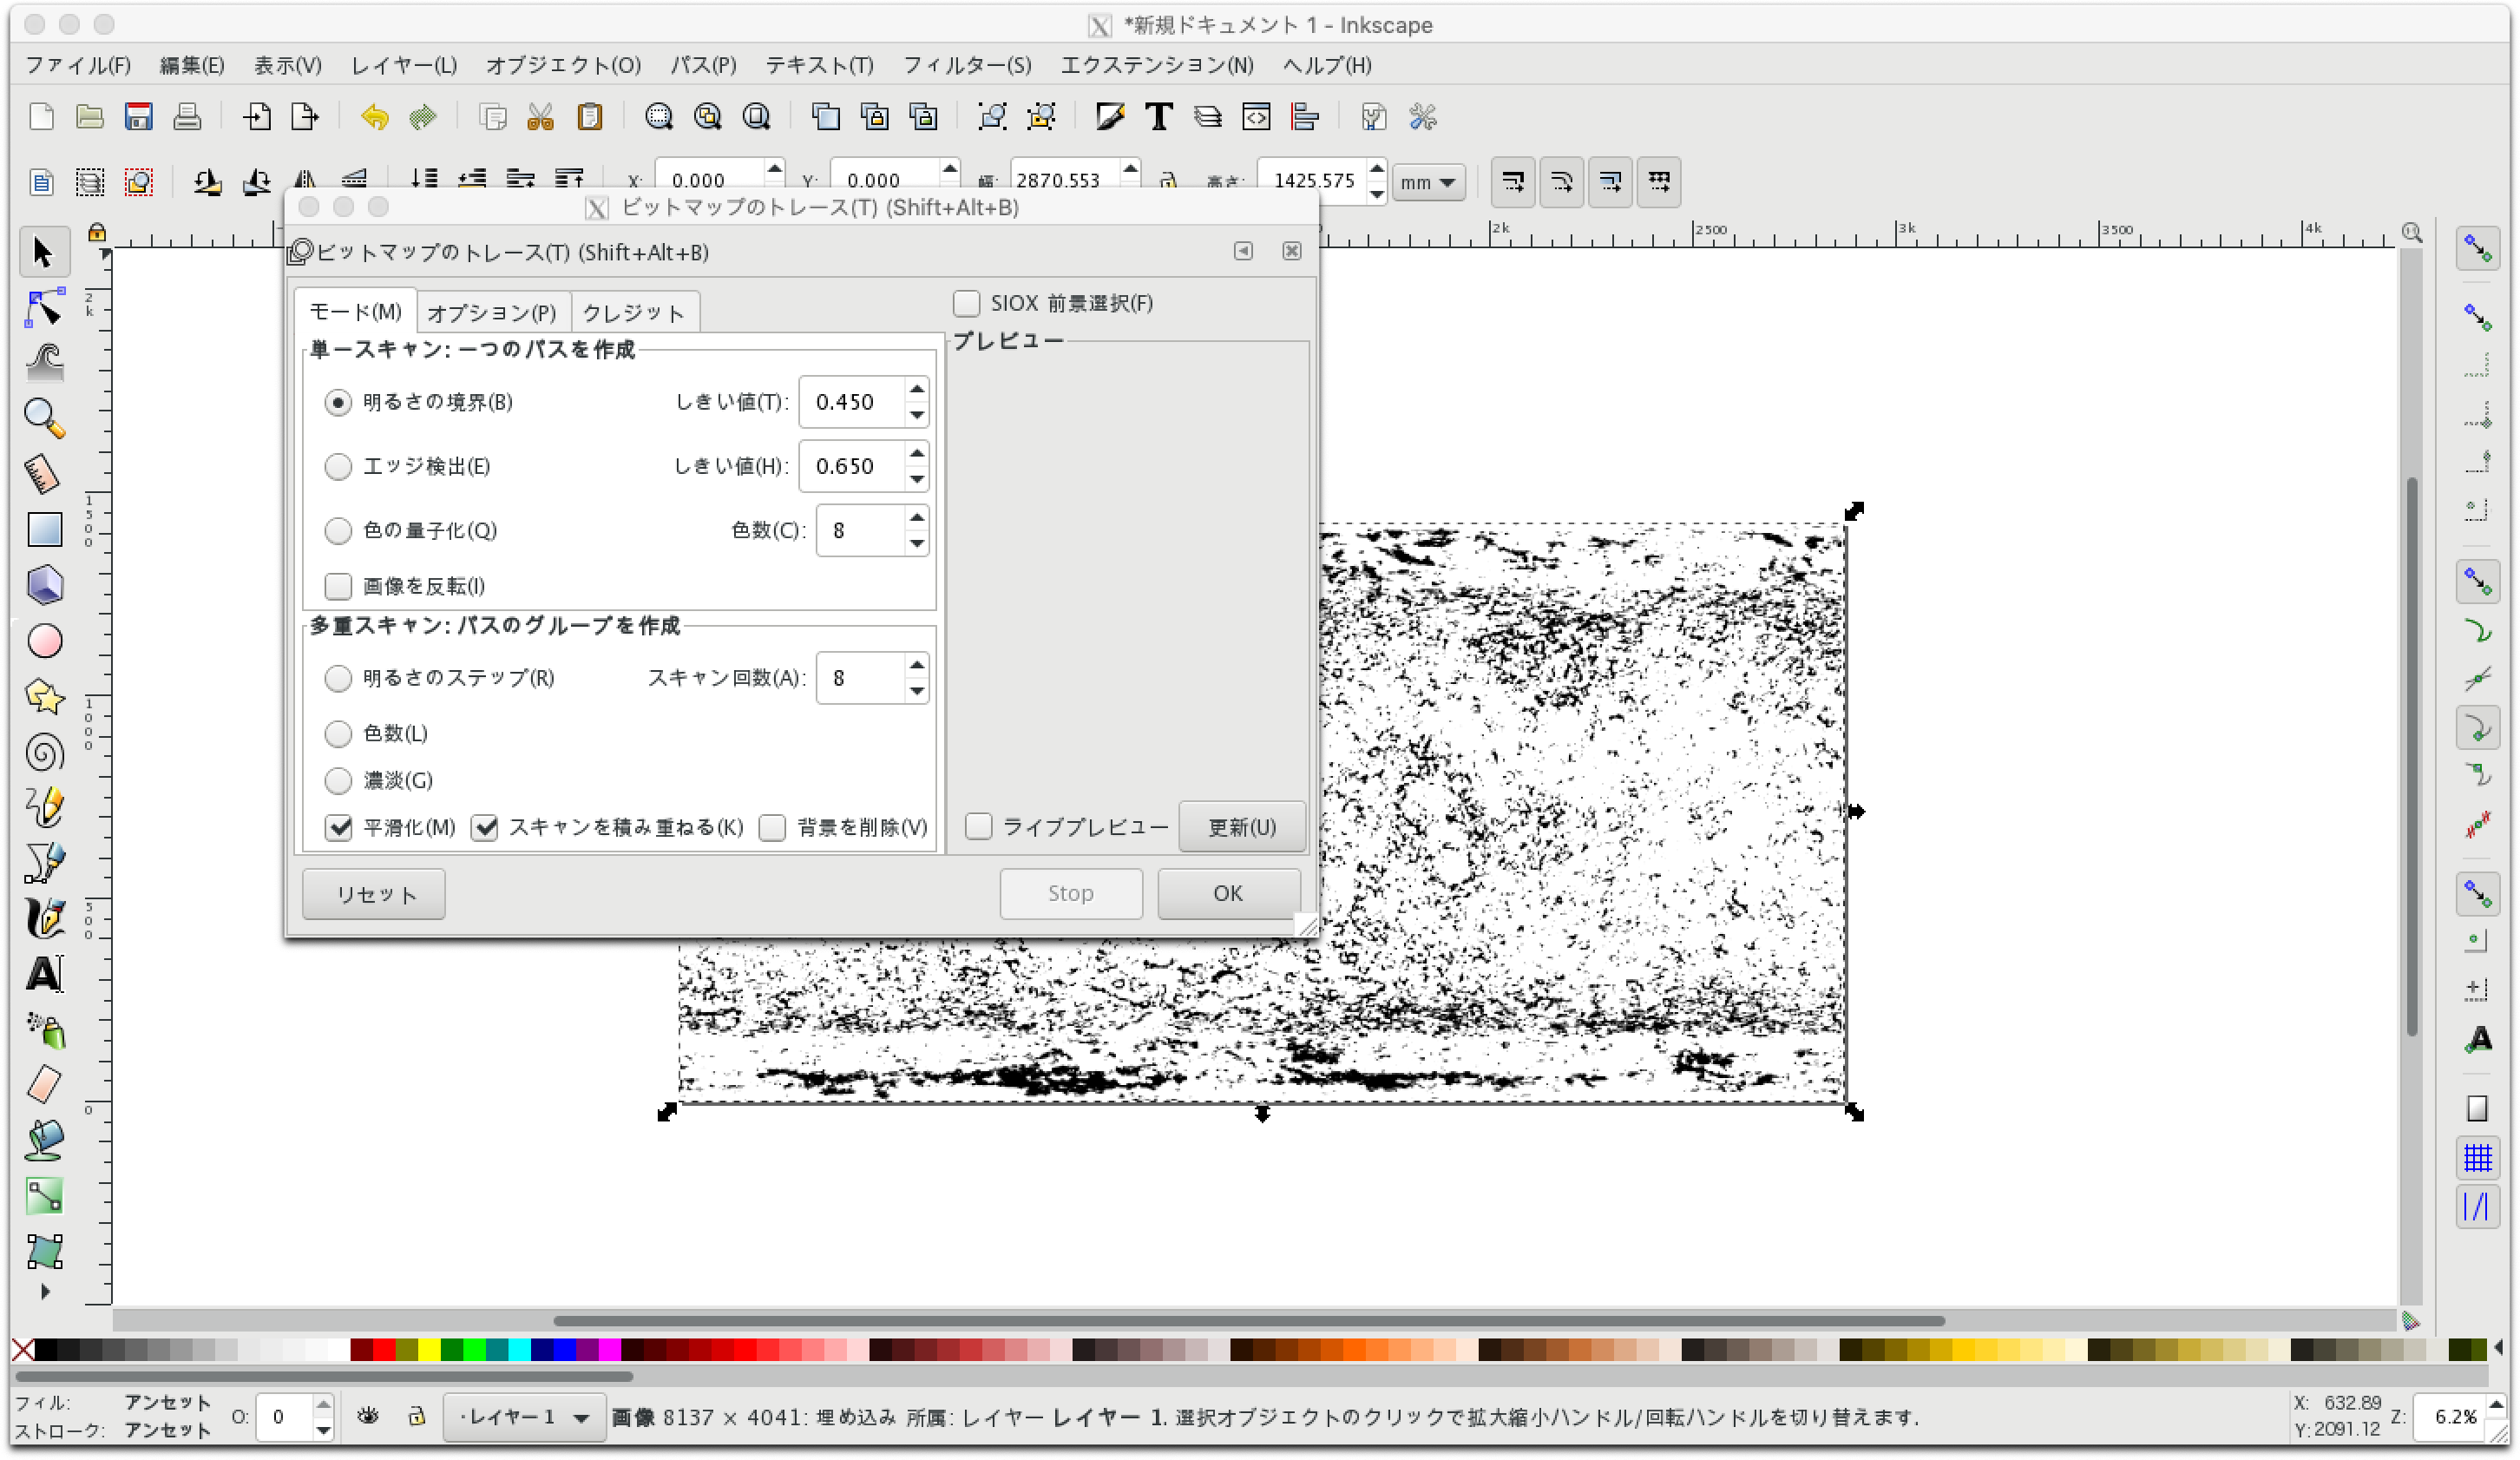 *新規ドキュメント 1 - Inkscape
ファイル(F) 編集(E) 表示(V) レイヤー(L) オブジェクト(O) パス(P) テキスト(T) フィルター(S) エクステンション(N) ヘルプ(H)
X: 0.000 Y: 0.000 幅: 2870.553 高さ: 1425.575 mm
ビットマップのトレース(T) (Shift+Alt+B)
ビットマップのトレース(T) (Shift+Alt+B)
2k 2500 3k 3500 4k
モード(M) オプション(P) クレジット
SIOX 前景選択(F)
単一スキャン: 一つのパスを作成
プレビュー
明るさの境界(B) しきい値(T): 0.450
エッジ検出(E) しきい値(H): 0.650
色の量子化(Q) 色数(C): 8
画像を反転(I)
多重スキャン: パスのグループを作成
明るさのステップ(R) スキャン回数(A): 8
色数(L)
濃淡(G)
平滑化(M) スキャンを積み重ねる(K) 背景を削除(V)
ライブプレビュー 更新(U)
リセット Stop OK
2k
1500
1000
500
0
フィル: アンセット
ストローク: アンセット
O: 0
·レイヤー 1
画像 8137 × 4041: 埋め込み 所属: レイヤー レイヤー 1. 選択オブジェクトのクリックで拡大縮小ハンドル/回転ハンドルを切り替えます.
X: 632.89
Y: 2091.12
Z: 6.2%